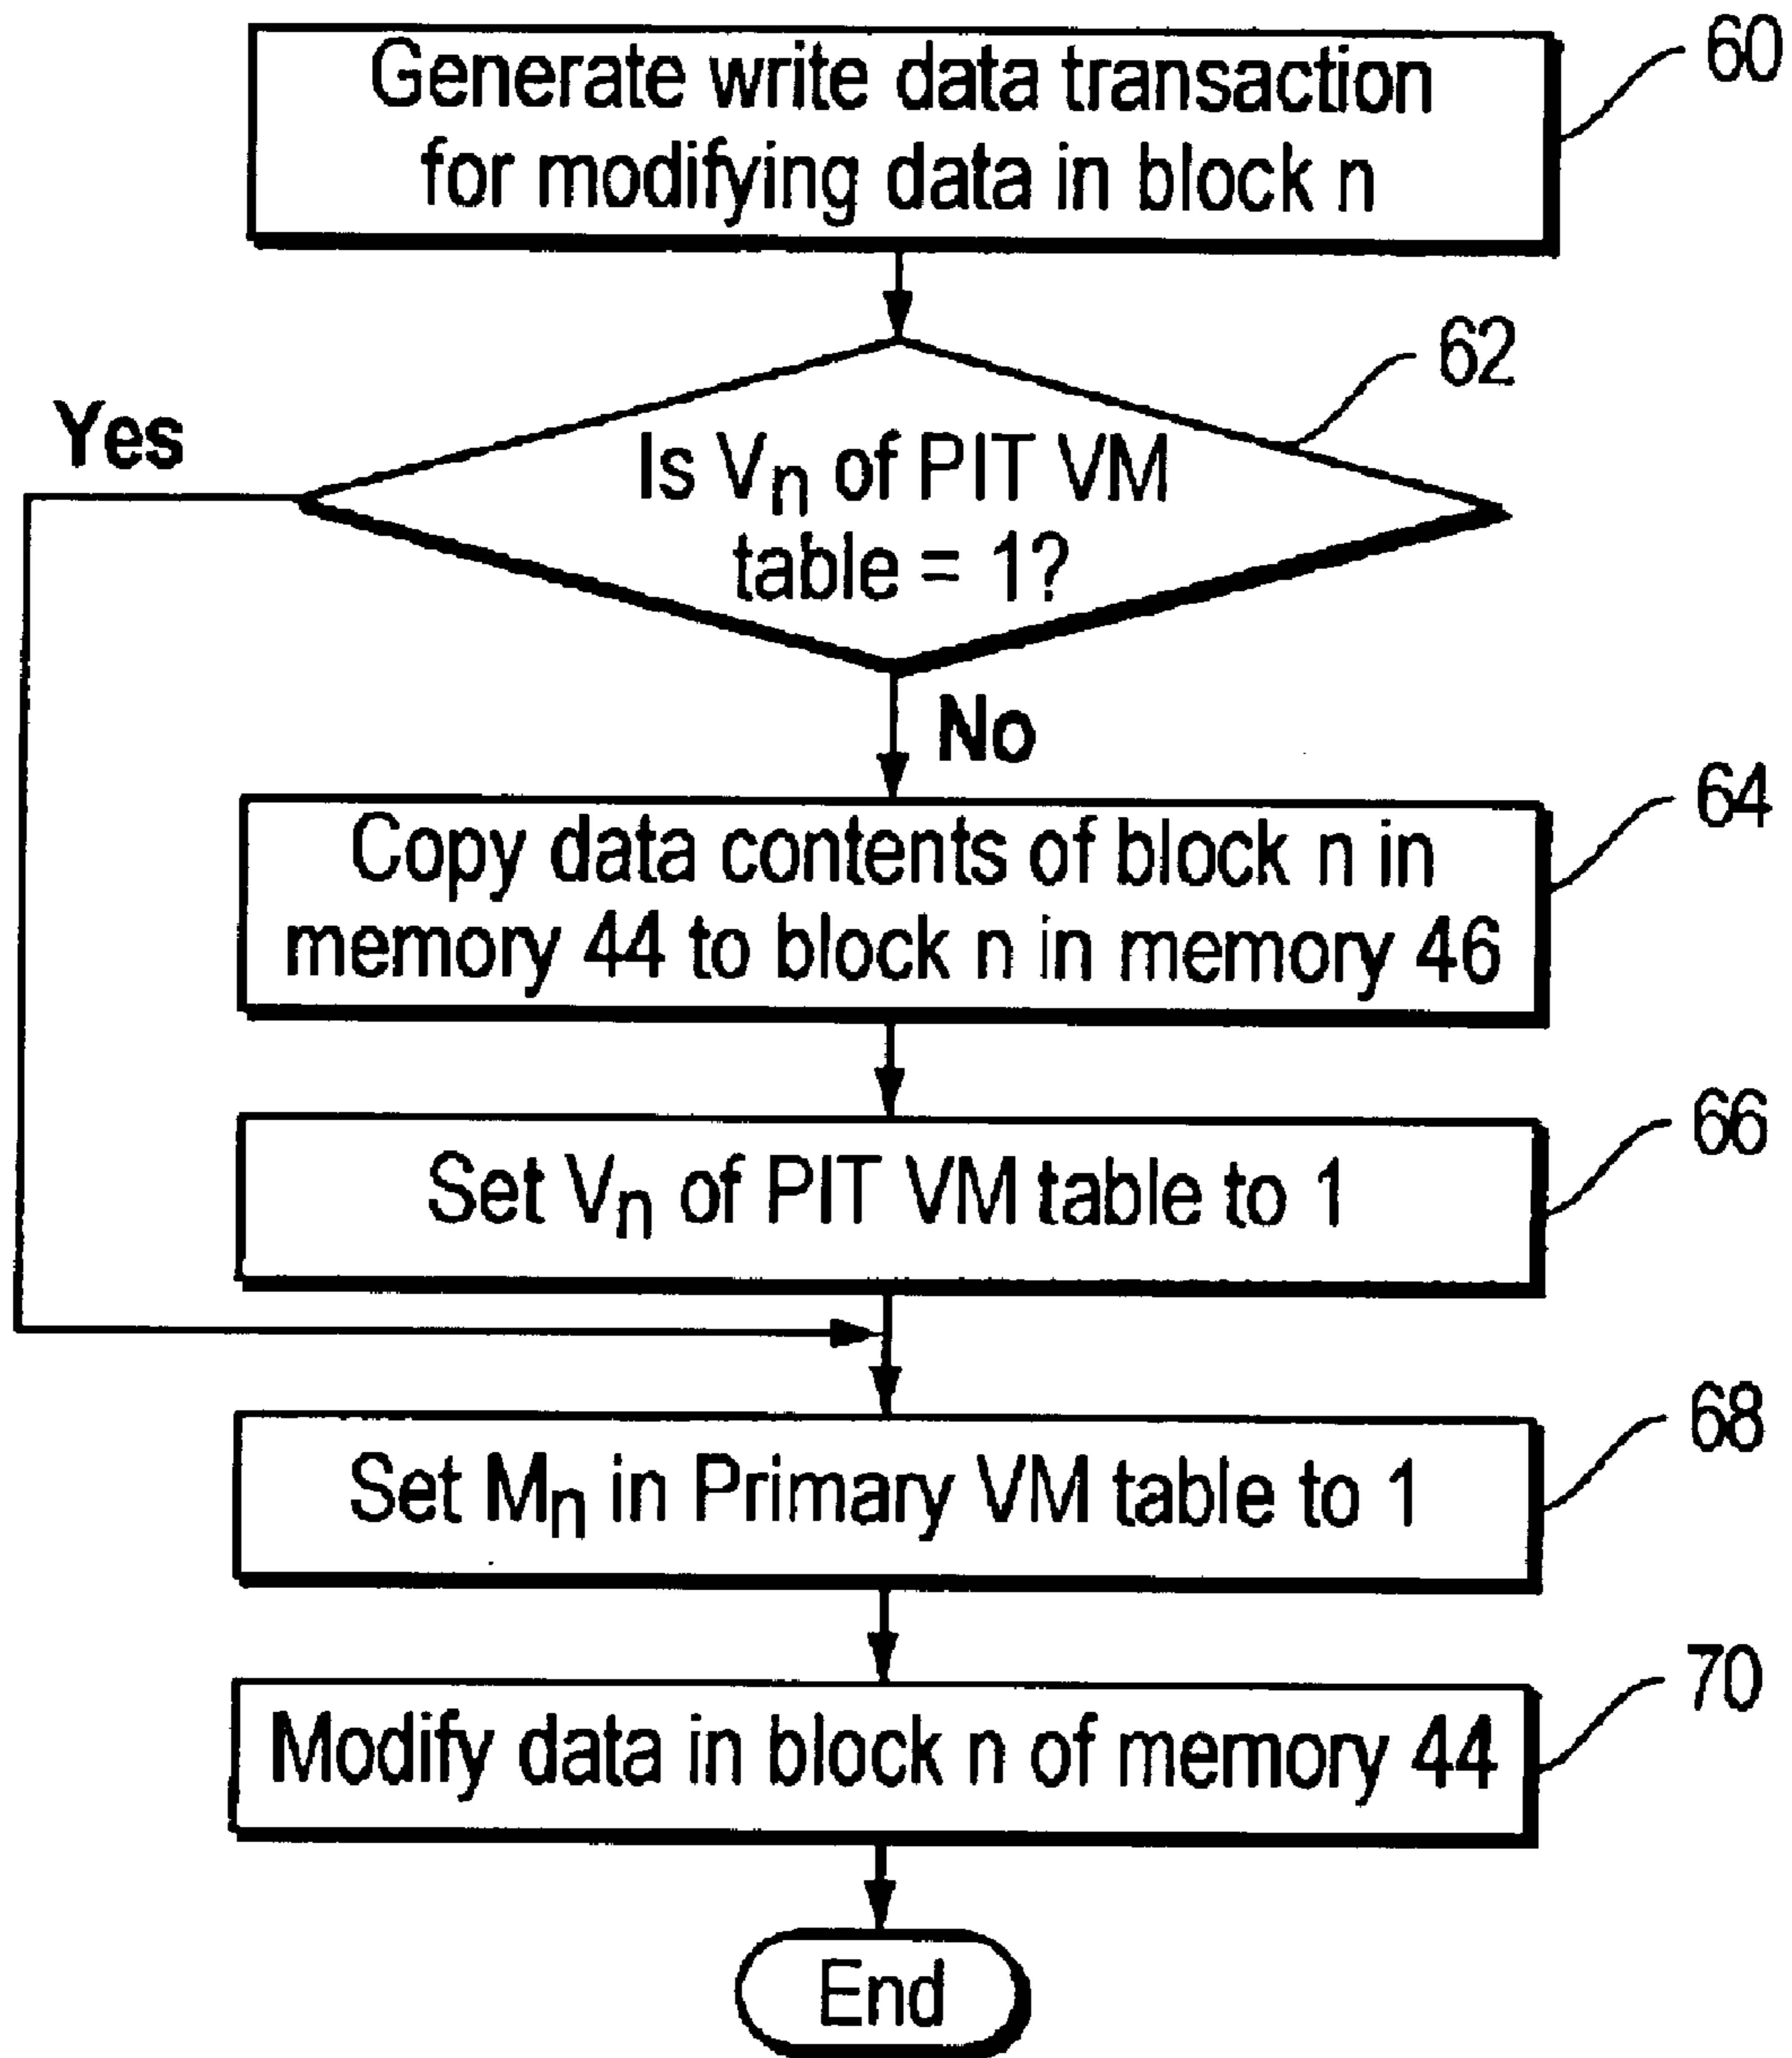 Generate write data transaction
for modifying data in block n
60
62
Yes
Is Vn of PIT VM
table = 1?
No
Copy data contents of block n in
memory 44 to block n in memory 46
64
Set Vn of PIT VM table to 1
66
Set Mn in Primary VM table to 1
68
Modify data in block n of memory 44
70
End